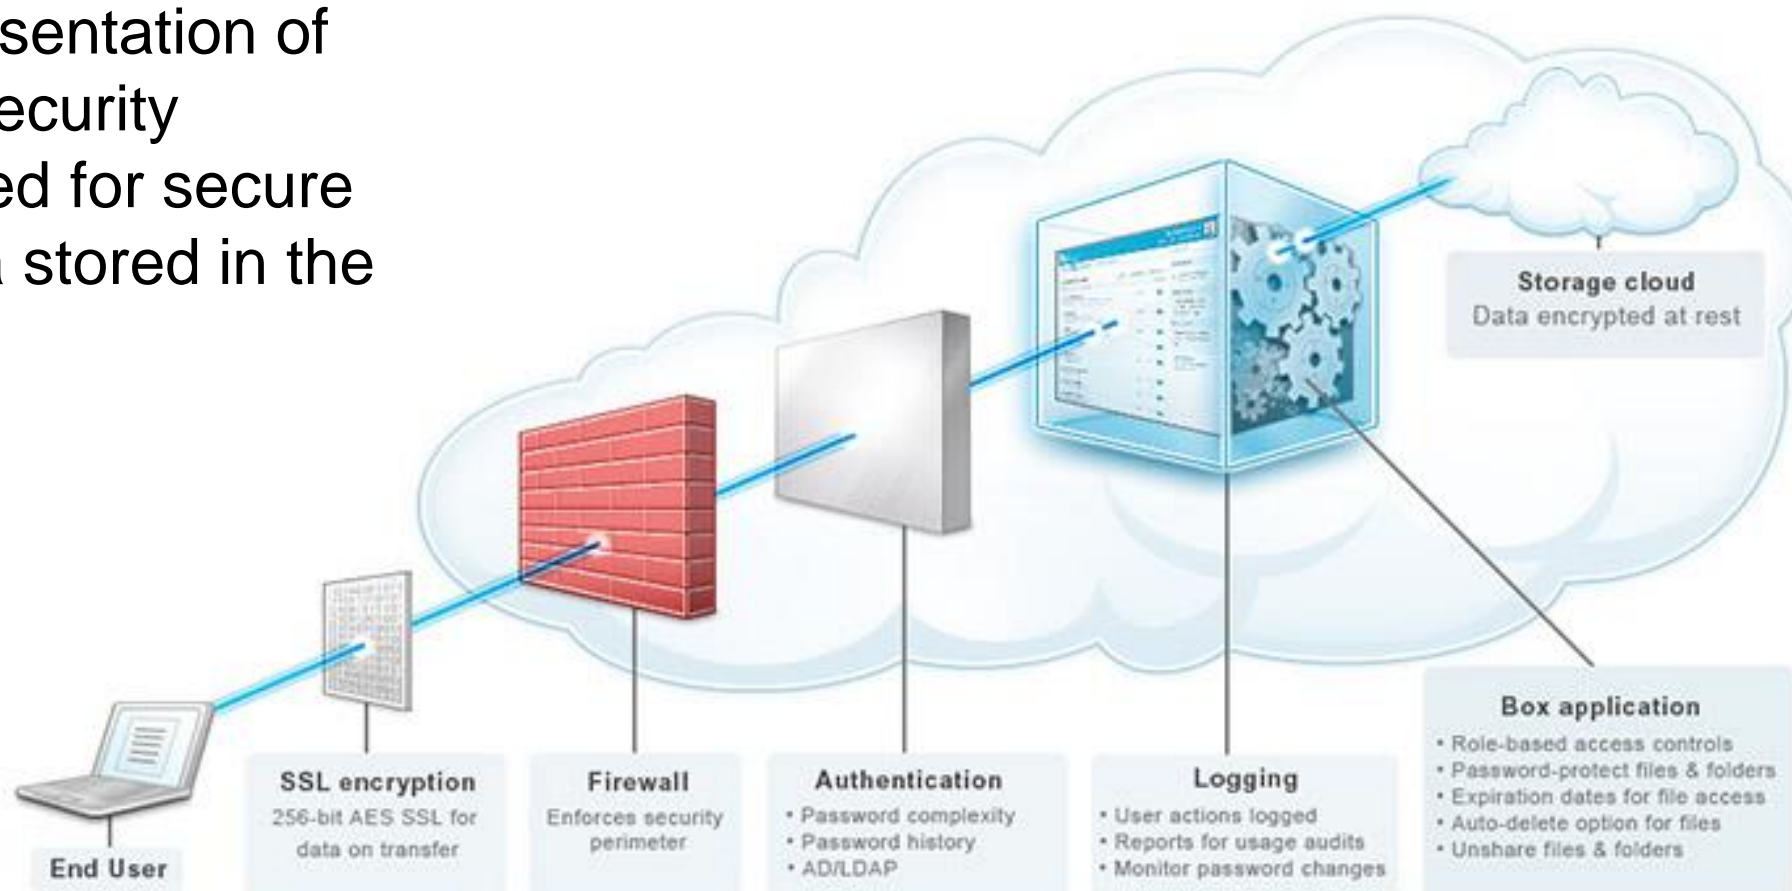 sentation of
ecurity
ed for secure
stored in the
Storage cloud
Data encrypted at rest
Box application
• Role-based access controls
• Password-protect files & folders
• Expiration dates for file access
• Auto-delete option for files
• Unshare files & folders
SSL encryption
256-bit AES SSL for
data on transfer
Firewall
Enforces security
perimeter
Authentication
• Password complexity
• Password history
• AD/LDAP
Logging
• User actions logged
• Reports for usage audits
• Monitor password changes
End User